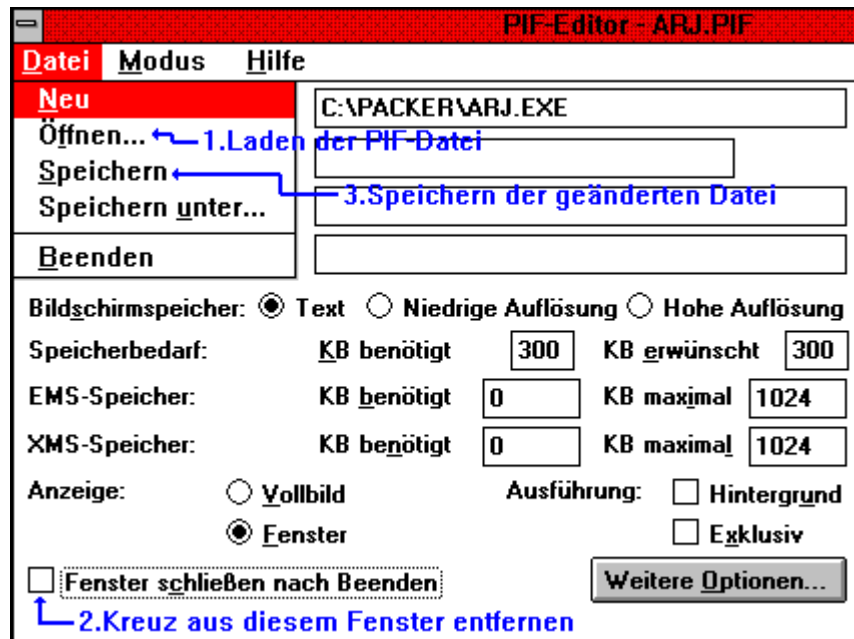 PIF-Editor - ARJ.PIF
Datei Modus Hilfe
Neu
C:\PACKER\ARJ.EXE
Öffnen...
1.Laden der PIF-Datei
Speichern
3.Speichern der geänderten Datei
Speichern unter...
Beenden
Bildschirmspeicher: Text Niedrige Auflösung Hohe Auflösung
Speicherbedarf: KB benötigt 300 KB erwünscht 300
EMS-Speicher: KB benötigt 0 KB maximal 1024
XMS-Speicher: KB benötigt 0 KB maximal 1024
Anzeige: Vollbild Ausführung: Hintergrund
Fenster Exklusiv
Fenster schließen nach Beenden Weitere Optionen...
2.Kreuz aus diesem Fenster entfernen